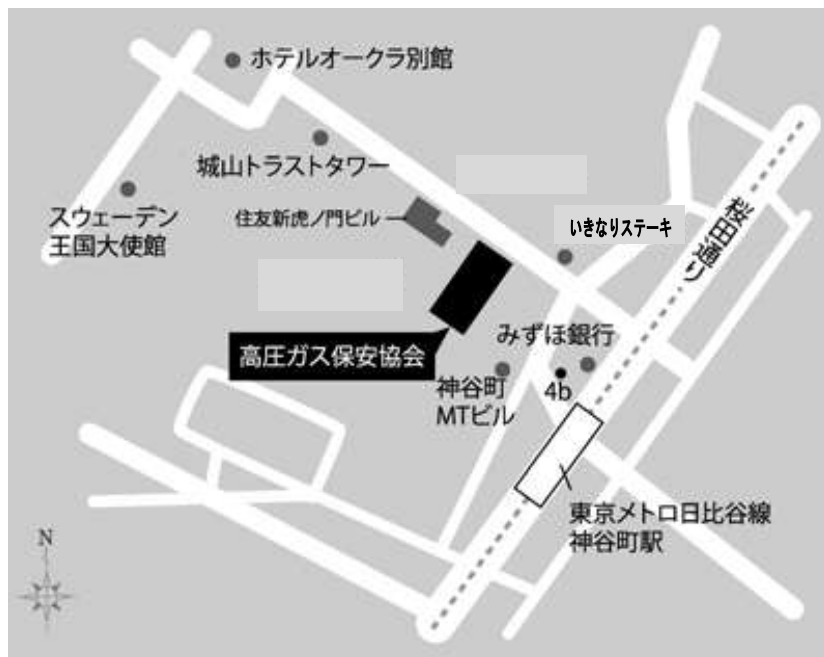 ホテルオークラ別館
城山トラストタワー
スウェーデン
王国大使館
住友新虎ノ門ビル
いきなりステーキ
桜田通り
みずほ銀行
高圧ガス保安協会
神谷町
MTビル
4b
東京メトロ日比谷線
神谷町駅
N